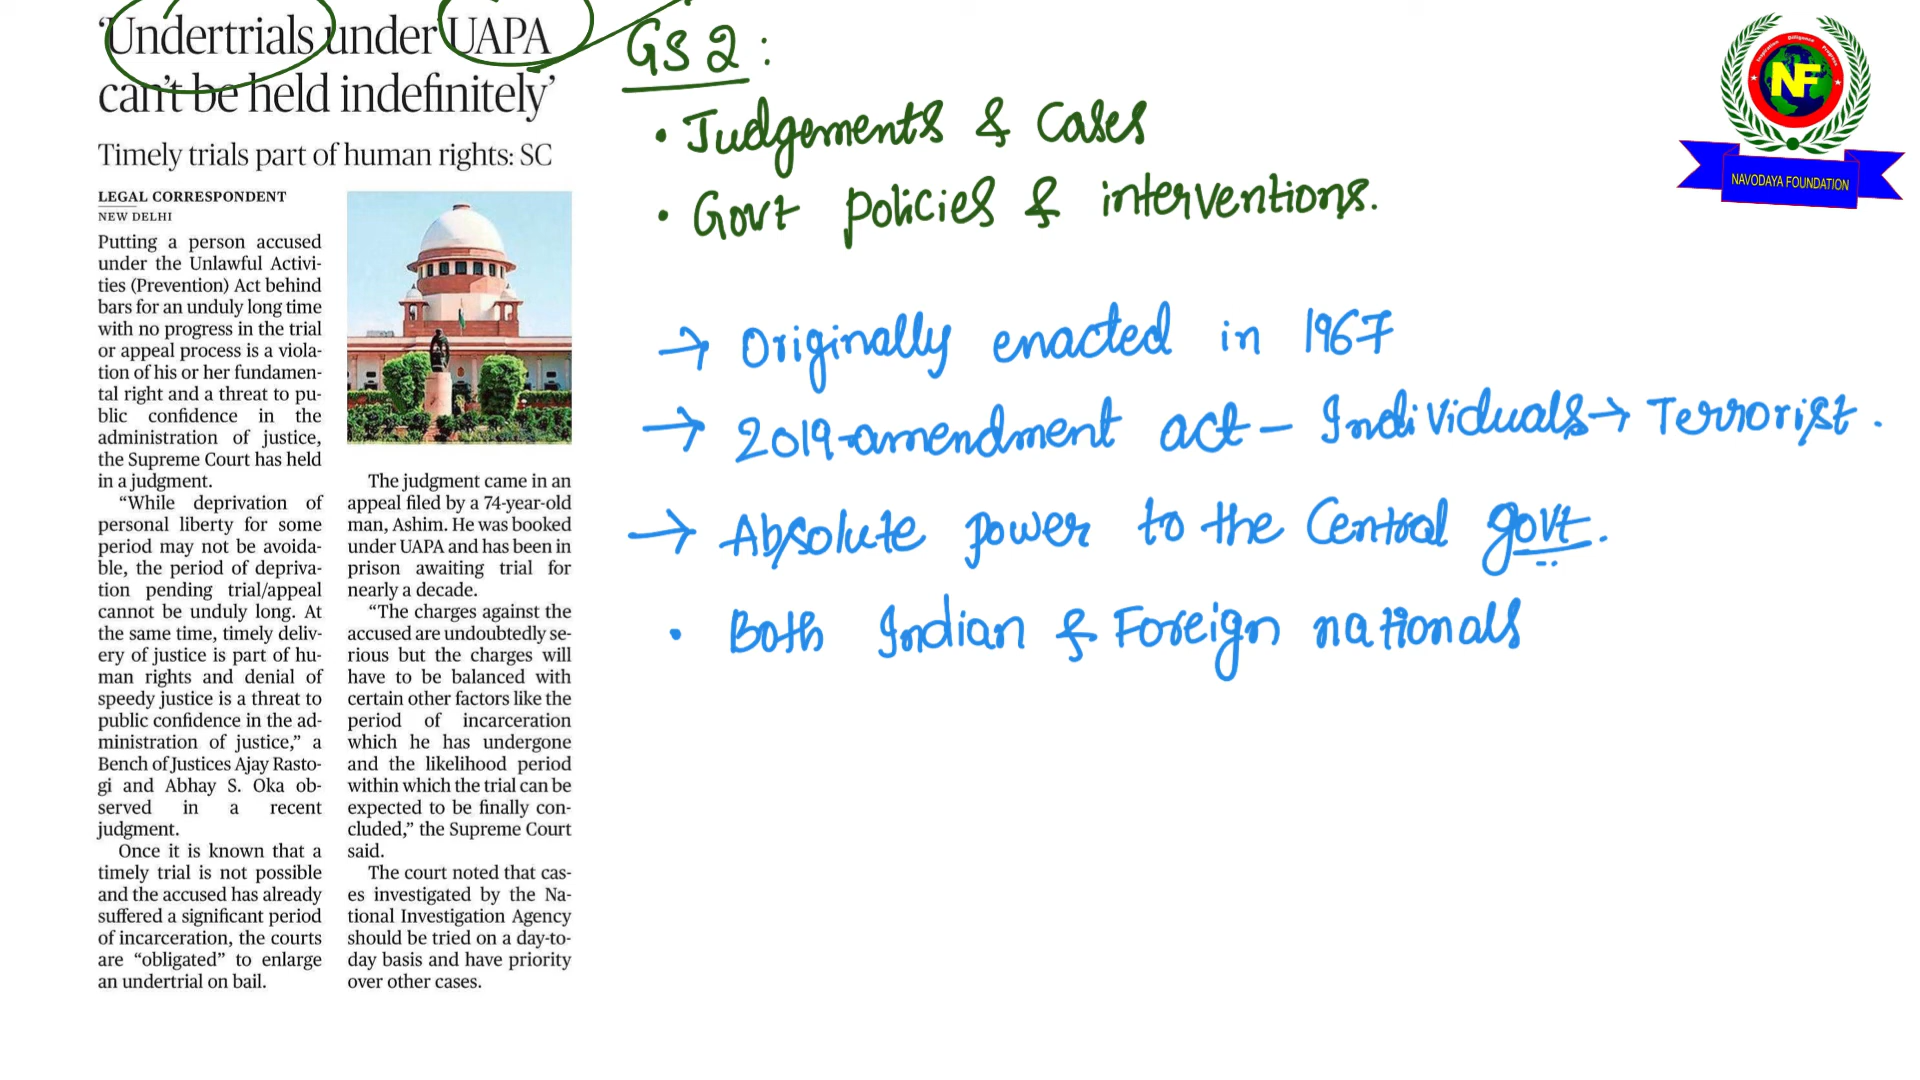 ‘Undertrials under UAPA
can’t be held indefinitely’
Timely trials part of human rights: SC
LEGAL CORRESPONDENT
NEW DELHI
Putting a person accused
under the Unlawful Activi-
ties (Prevention) Act behind
bars for an unduly long time
with no progress in the trial
or appeal process is a viola-
tion of his or her fundamen-
tal right and a threat to pu-
blic confidence in the
administration of justice,
the Supreme Court has held
in a judgment.
“While deprivation of
personal liberty for some
period may not be avoida-
ble, the period of depriva-
tion pending trial/appeal
cannot be unduly long. At
the same time, timely deliv-
ery of justice is part of hu-
man rights and denial of
speedy justice is a threat to
public confidence in the ad-
ministration of justice,” a
Bench of Justices Ajay Rasto-
gi and Abhay S. Oka ob-
served in a recent
judgment.
Once it is known that a
timely trial is not possible
and the accused has already
suffered a significant period
of incarceration, the courts
are “obligated” to enlarge
an undertrial on bail.
The judgment came in an
appeal filed by a 74-year-old
man, Ashim. He was booked
under UAPA and has been in
prison awaiting trial for
nearly a decade.
“The charges against the
accused are undoubtedly se-
rious but the charges will
have to be balanced with
certain other factors like the
period of incarceration
which he has undergone
and the likelihood period
within which the trial can be
expected to be finally con-
cluded,” the Supreme Court
said.
The court noted that cas-
es investigated by the Na-
tional Investigation Agency
should be tried on a day-to-
day basis and have priority
over other cases.
GS 2 :
• Judgements & Cases
• Govt policies & interventions.
→ Originally enacted in 1967
→ 2019-amendment act – Individuals → Terrorist.
→ Absolute power to the Central govt.
• Both Indian & Foreign nationals
Inspiration Diligence Progress
NF
NAVODAYA FOUNDATION